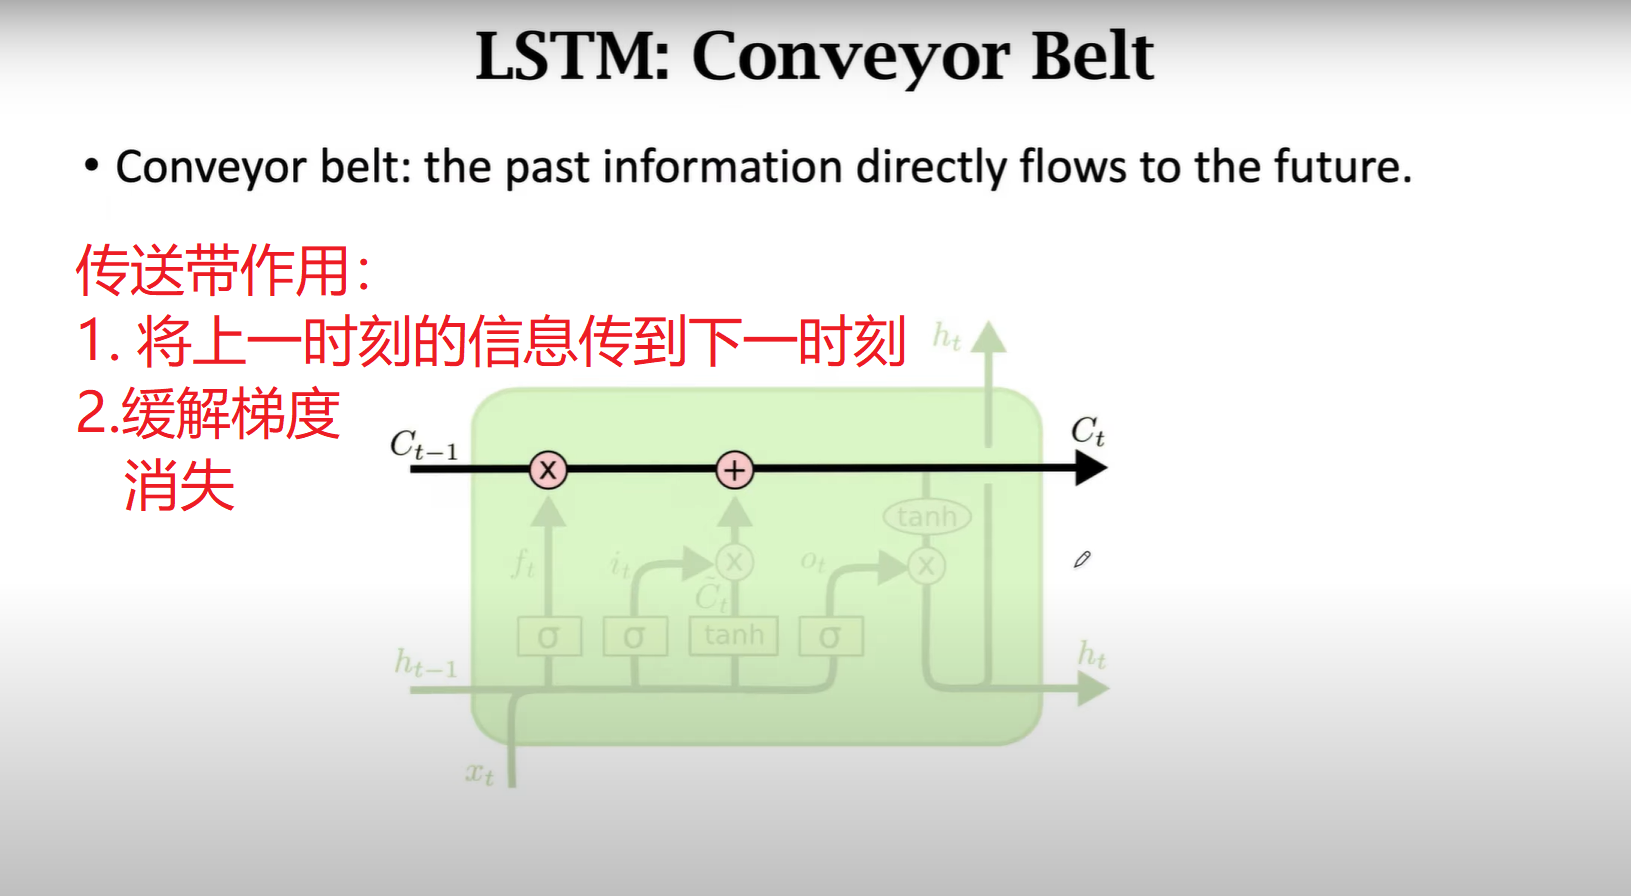 LSTM: Conveyor Belt
• Conveyor belt: the past information directly flows to the future.
传送带作用：
1. 将上一时刻的信息传到下一时刻
2.缓解梯度
消失
h_t
C_{t-1}
x
+
C_t
tanh
f_t
i_t
x
o_t
x
C̃_t
σ
σ
tanh
σ
h_{t-1}
h_t
x_t